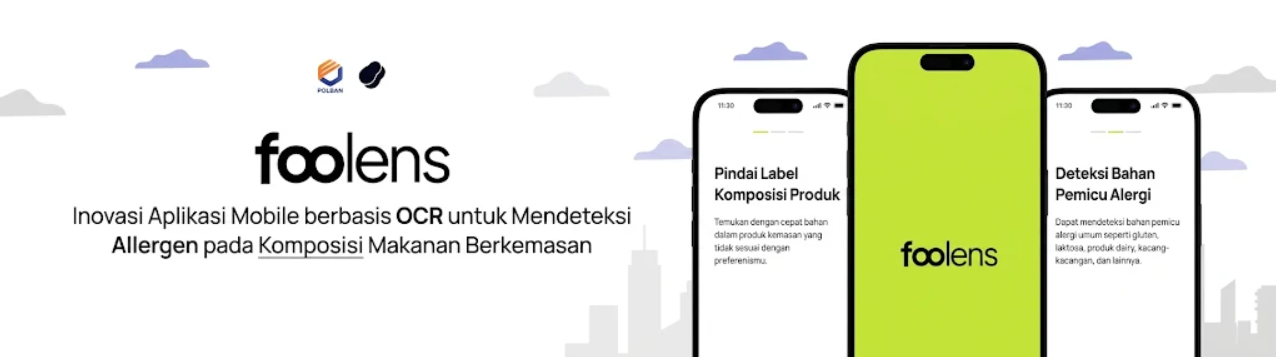 POLBAN
foolens
Inovasi Aplikasi Mobile berbasis OCR untuk Mendeteksi
Allergen pada Komposisi Makanan Berkemasan
11:30
Pindai Label
Komposisi Produk
Temukan dengan cepat bahan
dalam produk kemasan yang
tidak sesuai dengan
preferenismu.
foolens
11:30
Deteksi Bahan
Pemicu Alergi
Dapat mendeteksi bahan pemicu
alergi umum seperti gluten,
laktosa, produk dairy, kacang-
kacangan, dan lainnya.